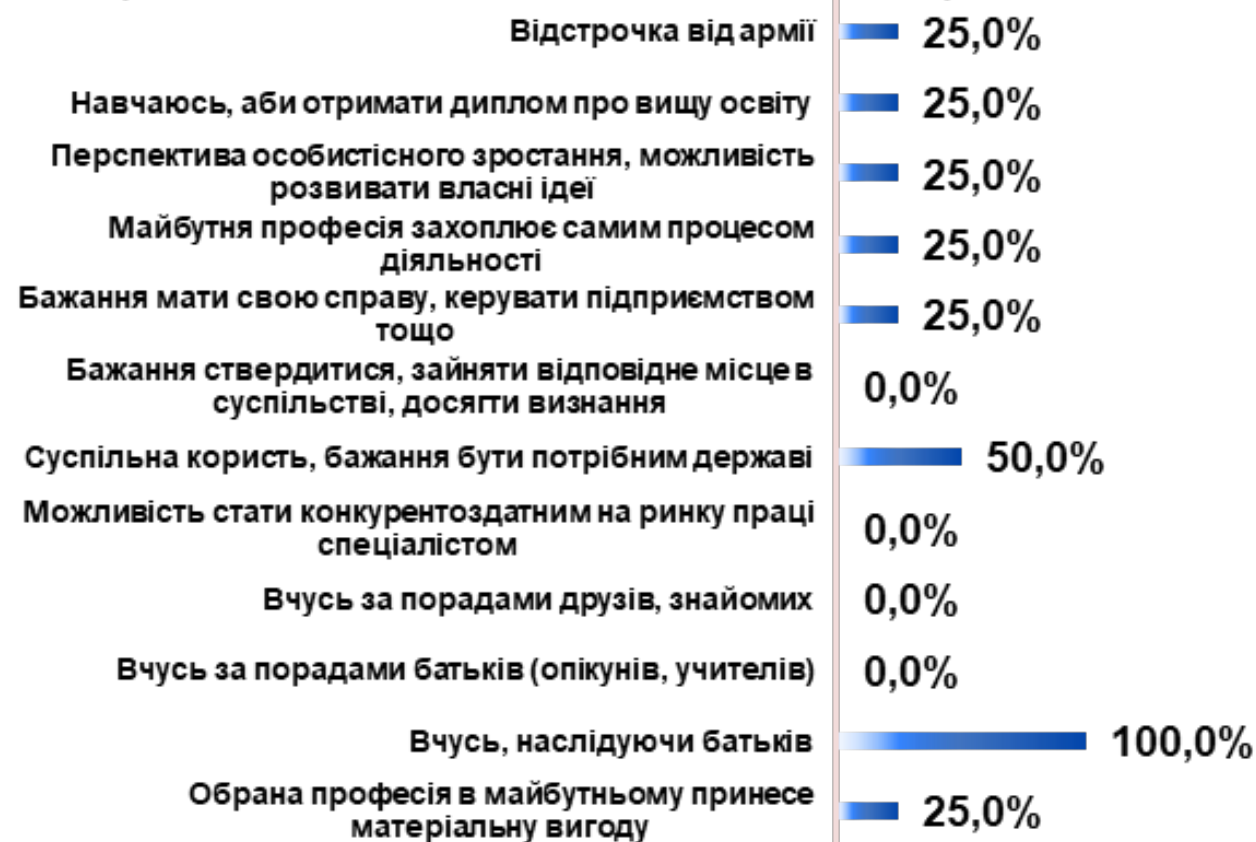 Відстрочка від армії 25,0%
Навчаюсь, аби отримати диплом про вищу освіту 25,0%
Перспектива особистісного зростання, можливість
розвивати власні ідеї 25,0%
Майбутня професія захоплює самим процесом
діяльності 25,0%
Бажання мати свою справу, керувати підприємством
тощо 25,0%
Бажання ствердитися, зайняти відповідне місце в
суспільстві, досягти визнання 0,0%
Суспільна користь, бажання бути потрібним державі 50,0%
Можливість стати конкурентоздатним на ринку праці
спеціалістом 0,0%
Вчусь за порадами друзів, знайомих 0,0%
Вчусь за порадами батьків (опікунів, учителів) 0,0%
Вчусь, наслідуючи батьків 100,0%
Обрана професія в майбутньому принесе
матеріальну вигоду 25,0%